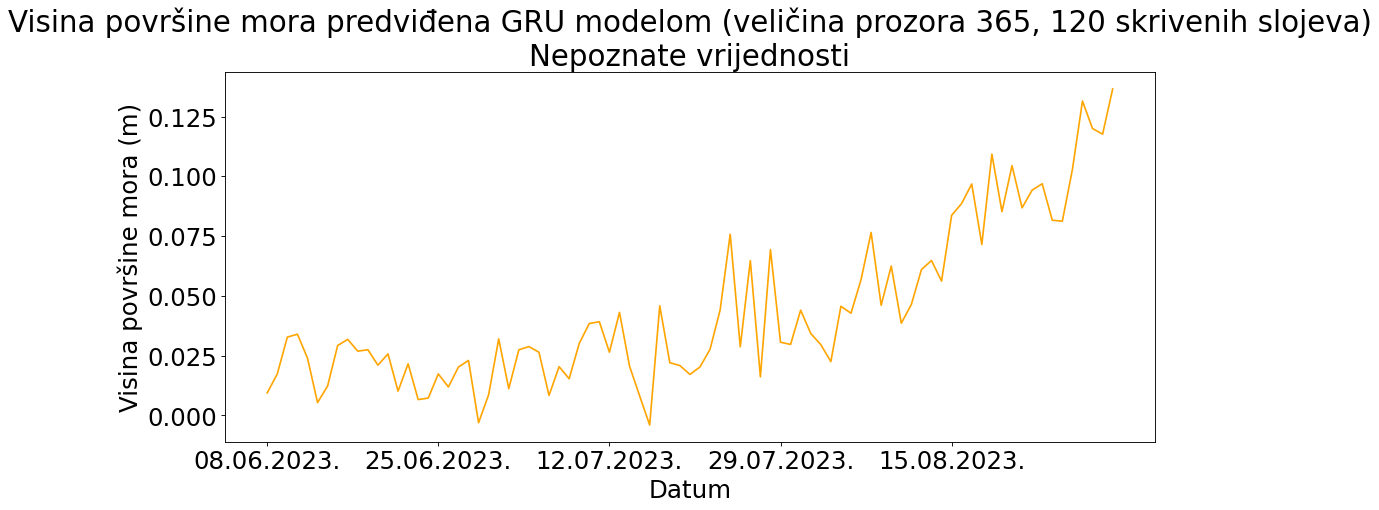 Visina površine mora predviđena GRU modelom (veličina prozora 365, 120 skrivenih slojeva)
Nepoznate vrijednosti
Visina površine mora (m)
0.125
0.100
0.075
0.050
0.025
0.000
08.06.2023. 25.06.2023. 12.07.2023. 29.07.2023. 15.08.2023.
Datum